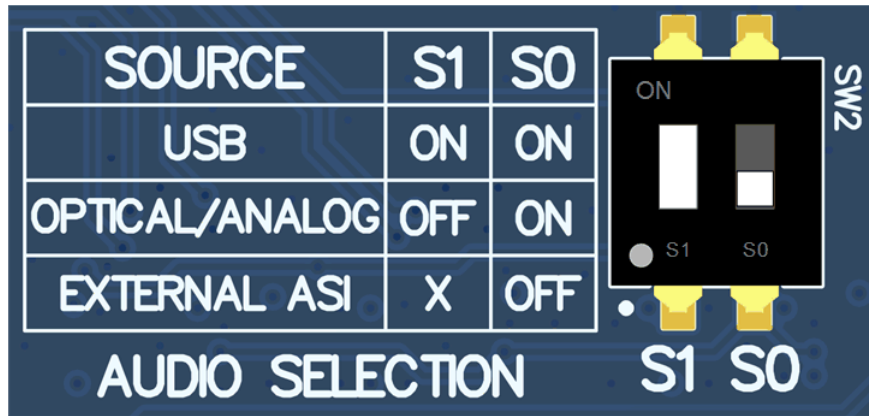 SOURCE S1 S0
USB ON ON
OPTICAL/ANALOG OFF ON
EXTERNAL ASI X OFF
AUDIO SELECTION
ON
S1 S0
S1 S0
SW2